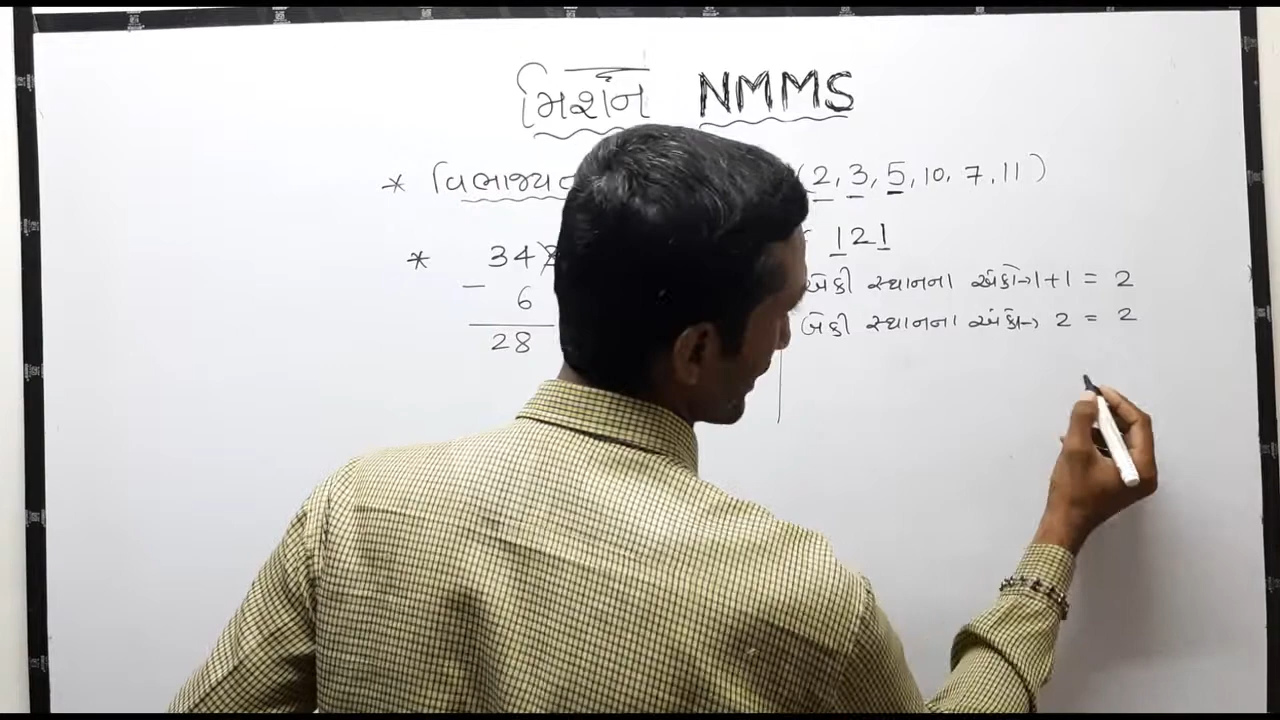 મિશન NMMS
* (2, 3, 5, 10, 7, 11)
* 34 121
- 6 એકી સ્થાનના અંકો→ 1+1 = 2
બેકી સ્થાનના અંકો→ 2 = 2
28